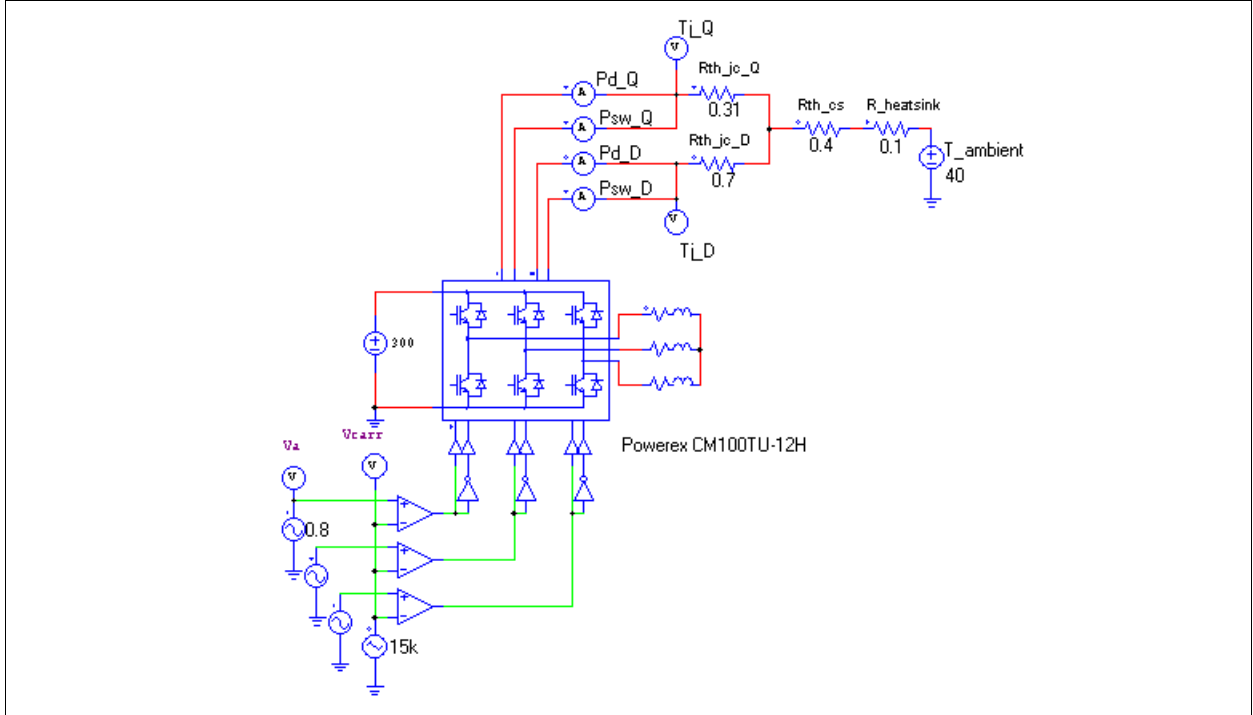 Tj_Q
Pd_Q
Rth_jc_Q
0.31
Psw_Q
Rth_cs
0.4
R_heatsink
0.1
Rth_jc_D
0.7
Pd_D
Psw_D
T_ambient
40
Tj_D
300
Powerex CM100TU-12H
Va
Vcarr
0.8
15k